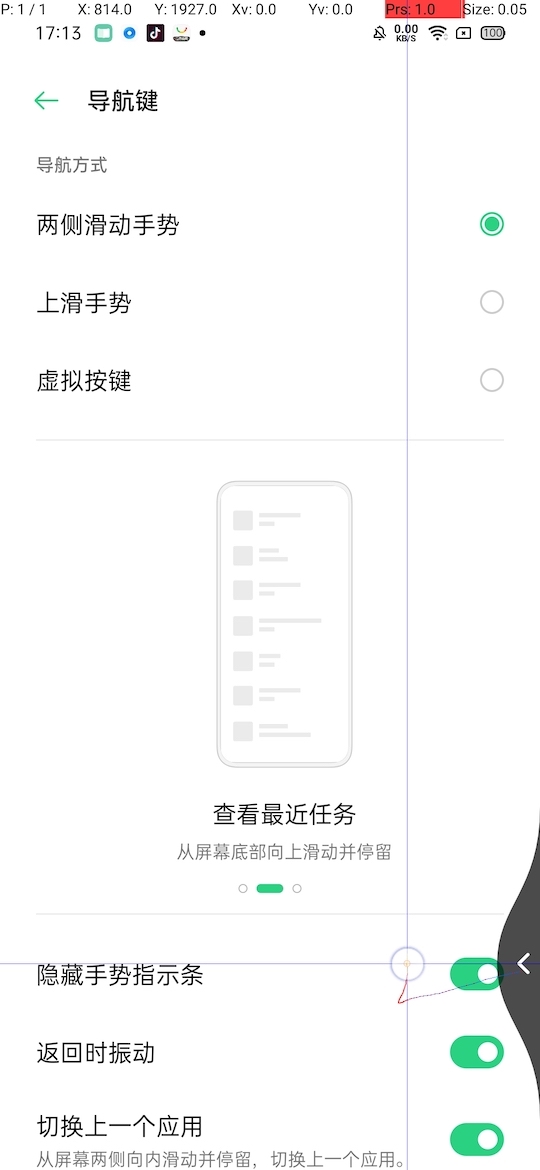 P: 1 / 1 X: 814.0 Y: 1927.0 Xv: 0.0 Yv: 0.0 Prs: 1.0 Size: 0.05
17:13 0.00 KB/S 100
导航键
导航方式
两侧滑动手势
上滑手势
虚拟按键
查看最近任务
从屏幕底部向上滑动并停留
隐藏手势指示条
返回时振动
切换上一个应用
从屏幕两侧向内滑动并停留，切换上一个应用。